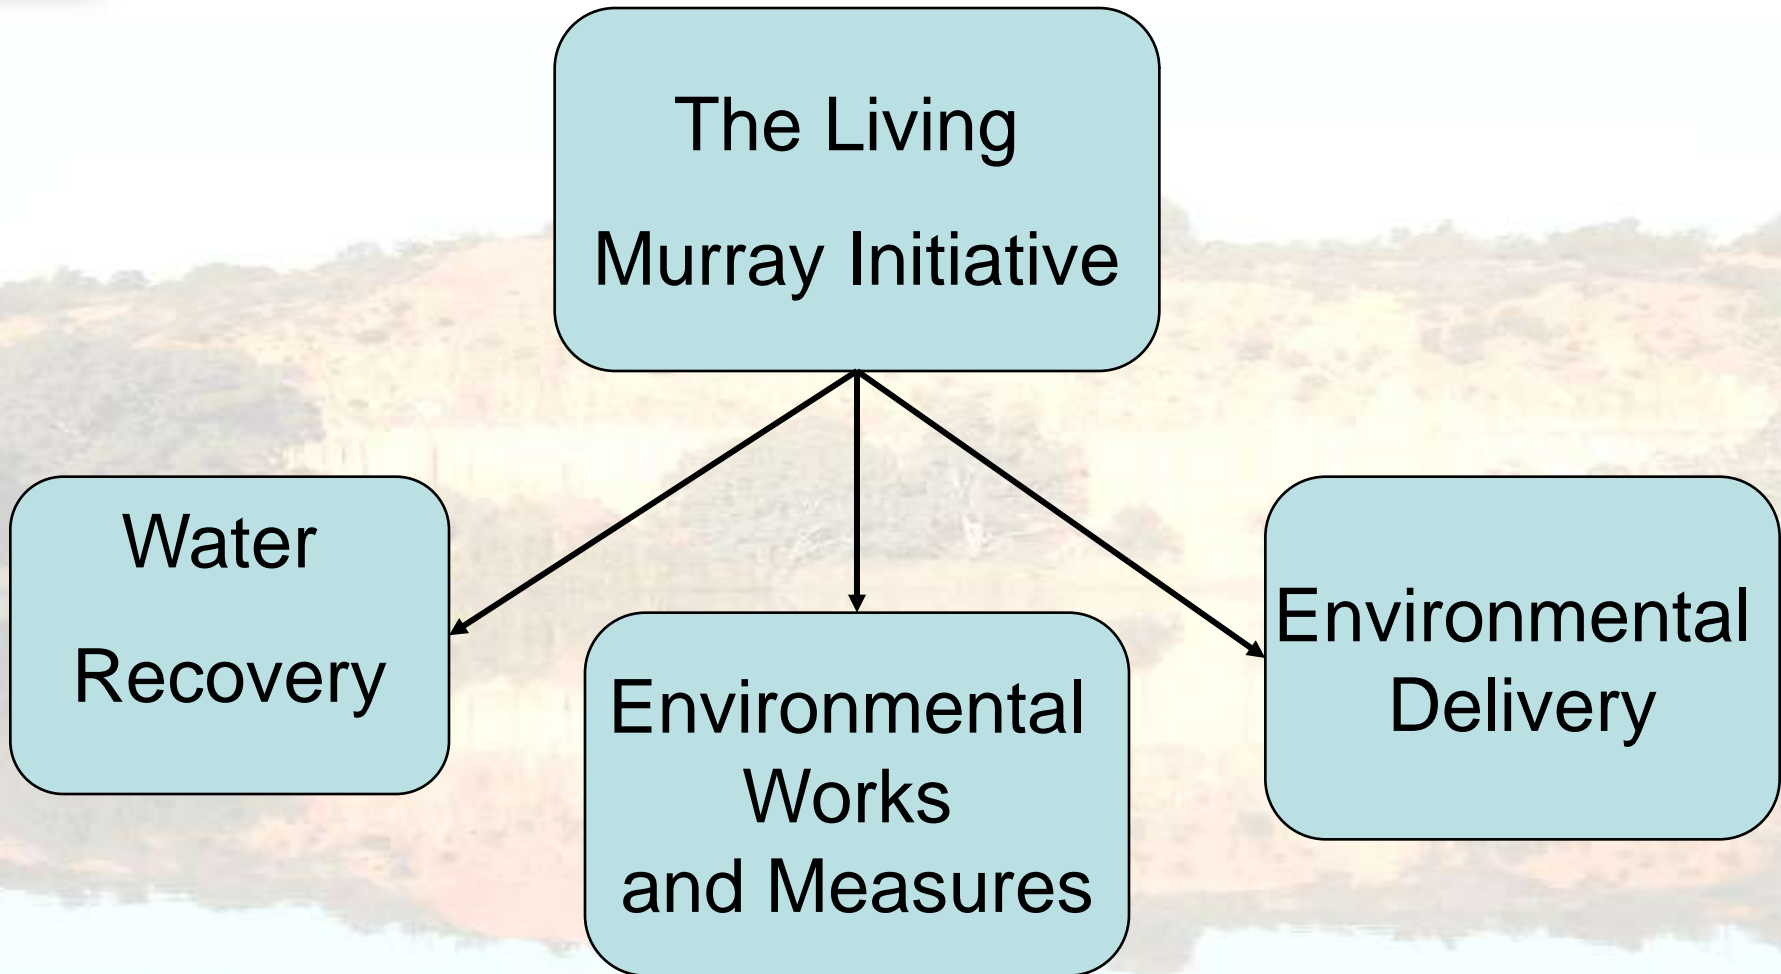 The Living
Murray Initiative
Water
Recovery
Environmental
Works
and Measures
Environmental
Delivery